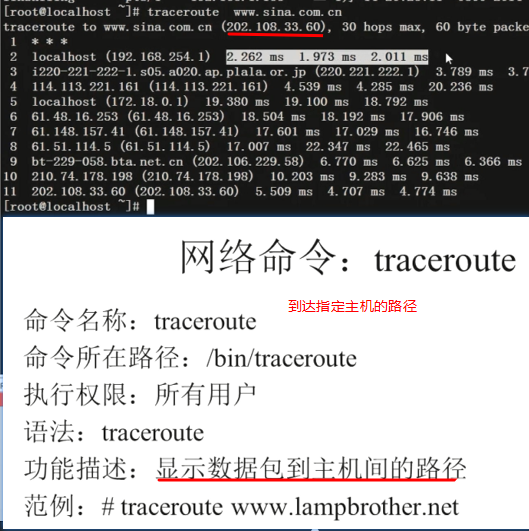 [root@localhost ~]# traceroute  www.sina.com.cn
traceroute to www.sina.com.cn (202.108.33.60), 30 hops max, 60 byte packe
1  * * *
2  localhost (192.168.254.1)  2.262 ms  1.973 ms  2.011 ms
3  i220-221-222-1.s05.a020.ap.plala.or.jp (220.221.222.1)  3.789 ms  3.7
4  114.113.221.161 (114.113.221.161)  4.539 ms  4.285 ms  20.236 ms
5  localhost (172.18.0.1)  19.380 ms  19.100 ms  18.792 ms
6  61.48.16.253 (61.48.16.253)  18.504 ms  18.192 ms  17.906 ms
7  61.148.157.41 (61.148.157.41)  17.601 ms  17.029 ms  16.746 ms
8  61.51.114.5 (61.51.114.5)  17.007 ms  22.347 ms  22.465 ms
9  bt-229-058.bta.net.cn (202.106.229.58)  6.770 ms  6.625 ms  6.366 ms
10  210.74.178.198 (210.74.178.198)  10.203 ms  9.283 ms  9.638 ms
11  202.108.33.60 (202.108.33.60)  5.509 ms  4.707 ms  4.774 ms
[root@localhost ~]#
网络命令：traceroute
到达指定主机的路径
命令名称：traceroute
命令所在路径：/bin/traceroute
执行权限：所有用户
语法：traceroute
功能描述：显示数据包到主机间的路径
范例：# traceroute www.lampbrother.net